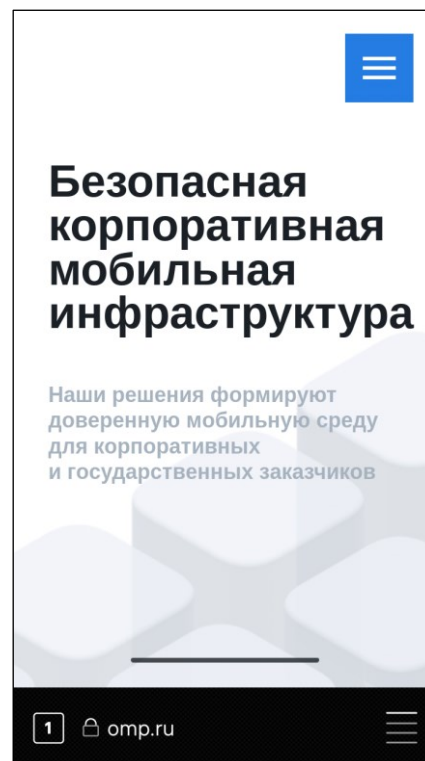 Безопасная
корпоративная
мобильная
инфраструктура
Наши решения формируют
доверенную мобильную среду
для корпоративных
и государственных заказчиков
1 omp.ru